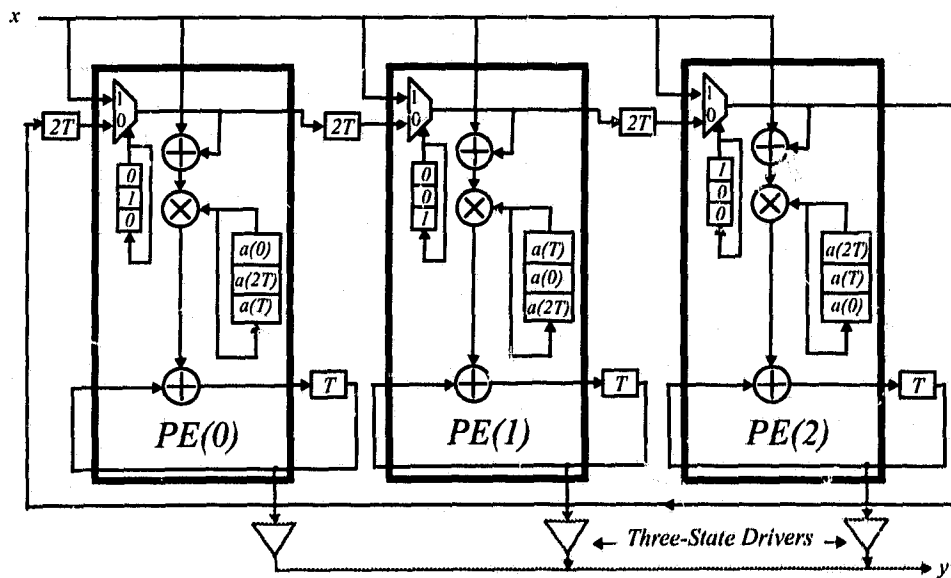 x
1
0
1
0
1
0
2T
2T
2T
0
1
0
0
0
1
1
0
0
a(0)
a(2T)
a(T)
a(T)
a(0)
a(2T)
a(2T)
a(T)
a(0)
T
T
T
PE(0)
PE(1)
PE(2)
Three-State Drivers
y